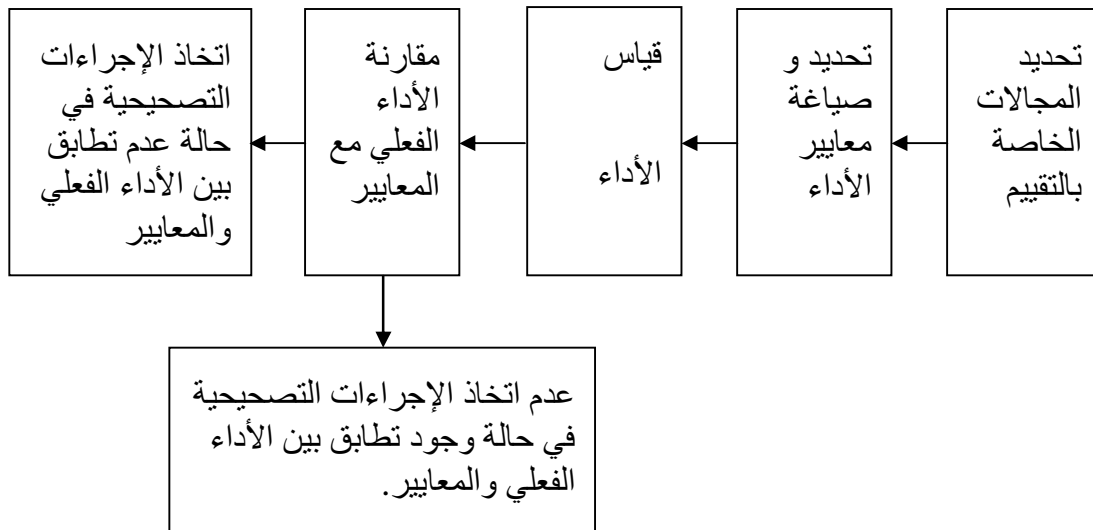 تحديد
المجالات
الخاصة
بالتقييم
تحديد و
صياغة
معايير
الأداء
قياس
الأداء
مقارنة
الأداء
الفعلي مع
المعايير
اتخاذ الإجراءات
التصحيحية في
حالة عدم تطابق
بين الأداء الفعلي
والمعايير
عدم اتخاذ الإجراءات التصحيحية
في حالة وجود تطابق بين الأداء
الفعلي والمعايير.